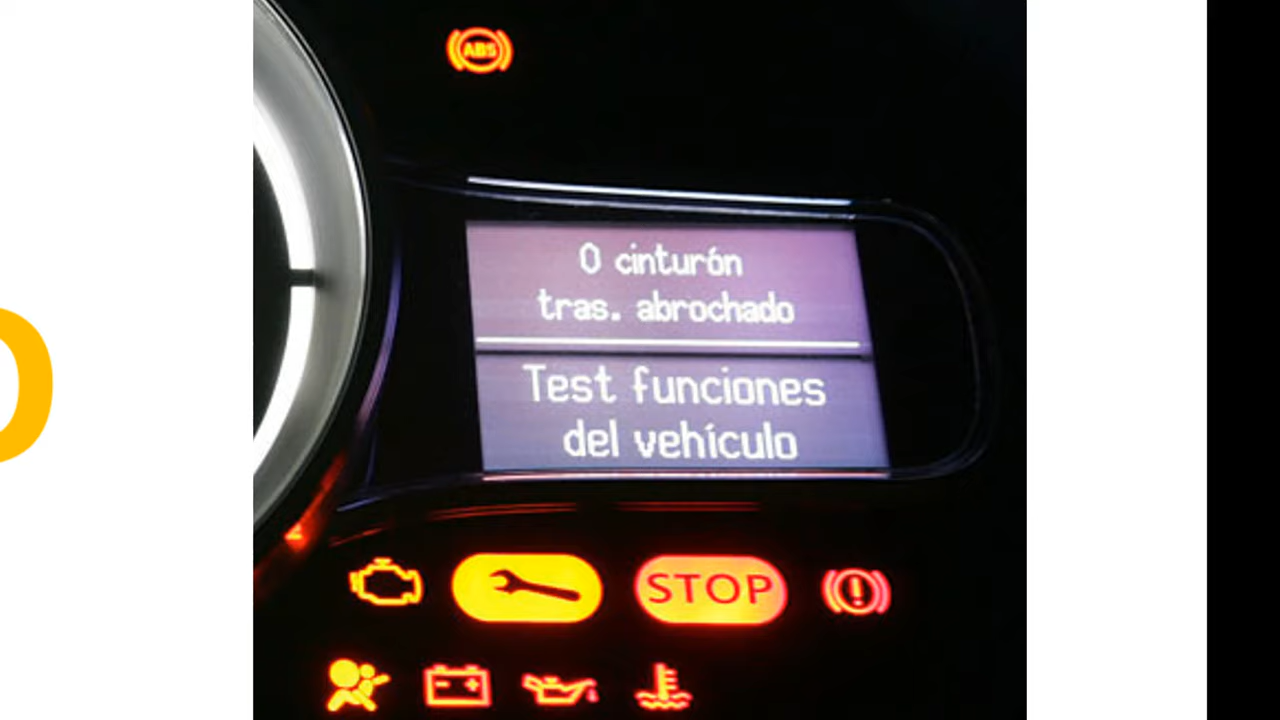 ABS
0 cinturón
tras. abrochado
Test funciones
del vehículo
STOP